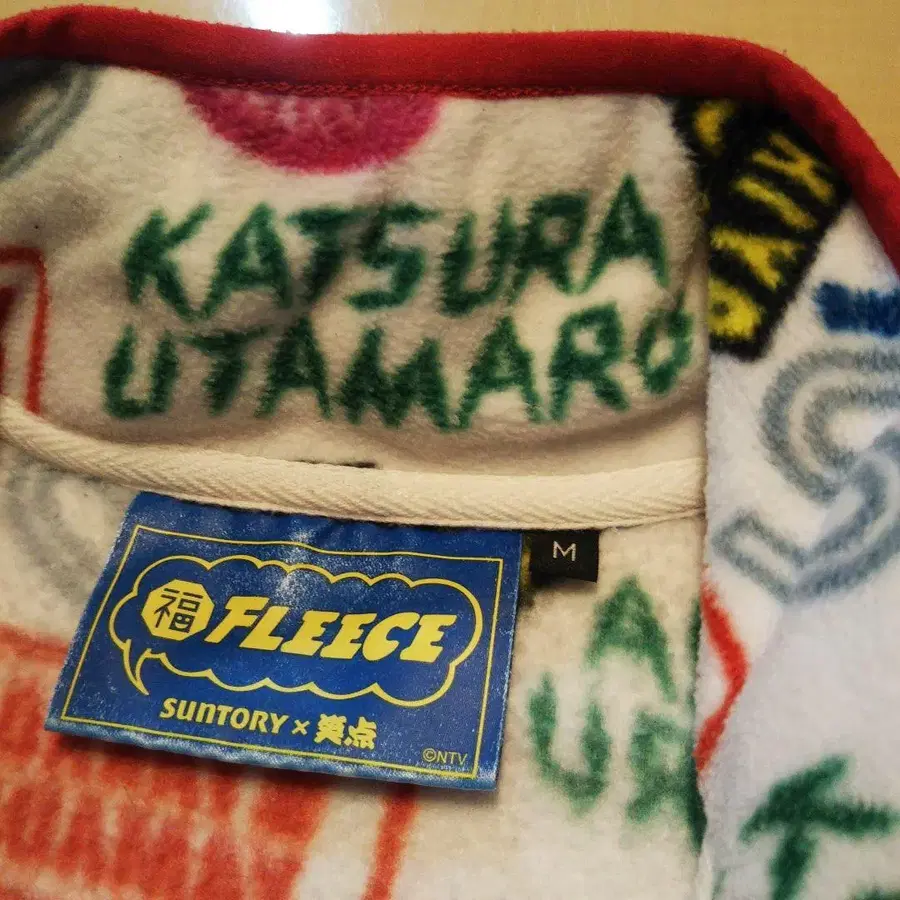 KATSURA
UTAMARO
M
福 FLEECE
SUNTORY × 笑点
©NTV